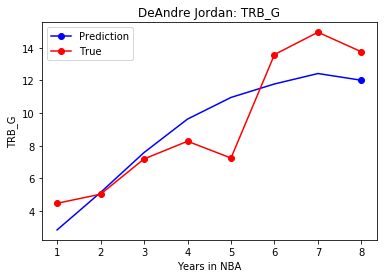 DeAndre Jordan: TRB_G
Prediction
True
TRB_G
14
12
10
8
6
4
1 2 3 4 5 6 7 8
Years in NBA